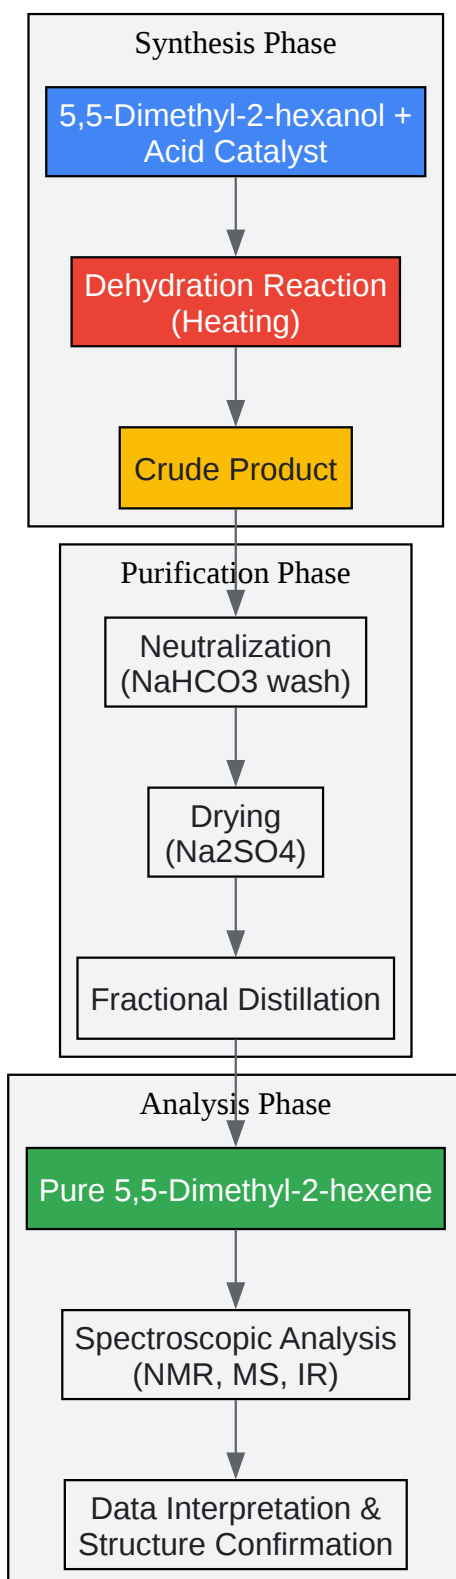 Synthesis Phase
5,5-Dimethyl-2-hexanol +
Acid Catalyst
Dehydration Reaction
(Heating)
Crude Product
Purification Phase
Neutralization
(NaHCO3 wash)
Drying
(Na2SO4)
Fractional Distillation
Analysis Phase
Pure 5,5-Dimethyl-2-hexene
Spectroscopic Analysis
(NMR, MS, IR)
Data Interpretation &
Structure Confirmation